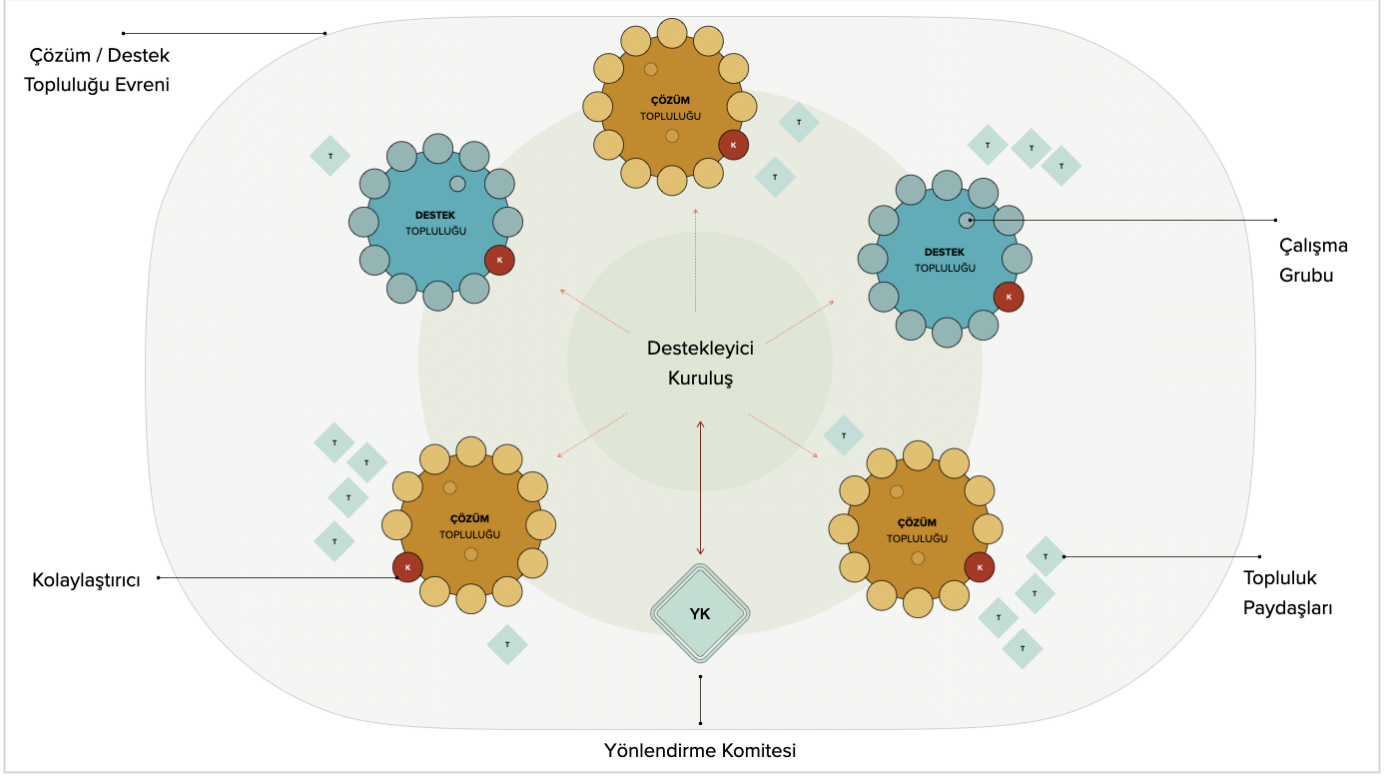 Çözüm / Destek
Topluluğu Evreni
ÇÖZÜM
TOPLULUĞU
K
T
T
T
DESTEK
TOPLULUĞU
K
T
T
T
DESTEK
TOPLULUĞU
K
Çalışma
Grubu
Destekleyici
Kuruluş
T
T
T
T
ÇÖZÜM
TOPLULUĞU
K
Kolaylaştırıcı
T
T
ÇÖZÜM
TOPLULUĞU
K
T
T
T
T
Topluluk
Paydaşları
YK
Yönlendirme Komitesi